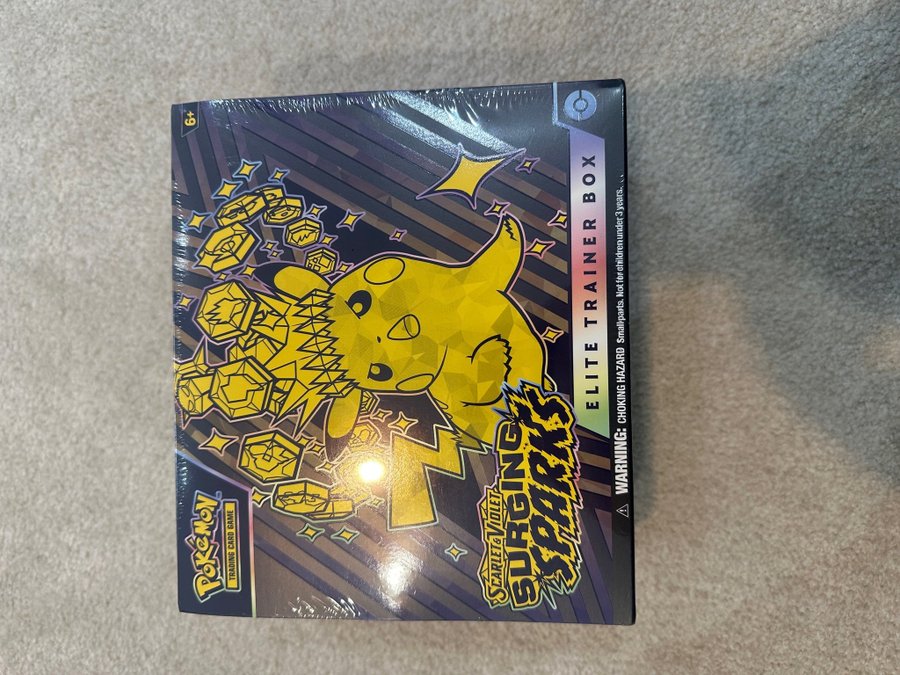 6+
POKéMON
TRADING CARD GAME
SCARLET & VIOLET
SURGING
SPARKS
ELITE TRAINER BOX
⚠ WARNING: CHOKING HAZARD Small parts. Not for children under 3 years.